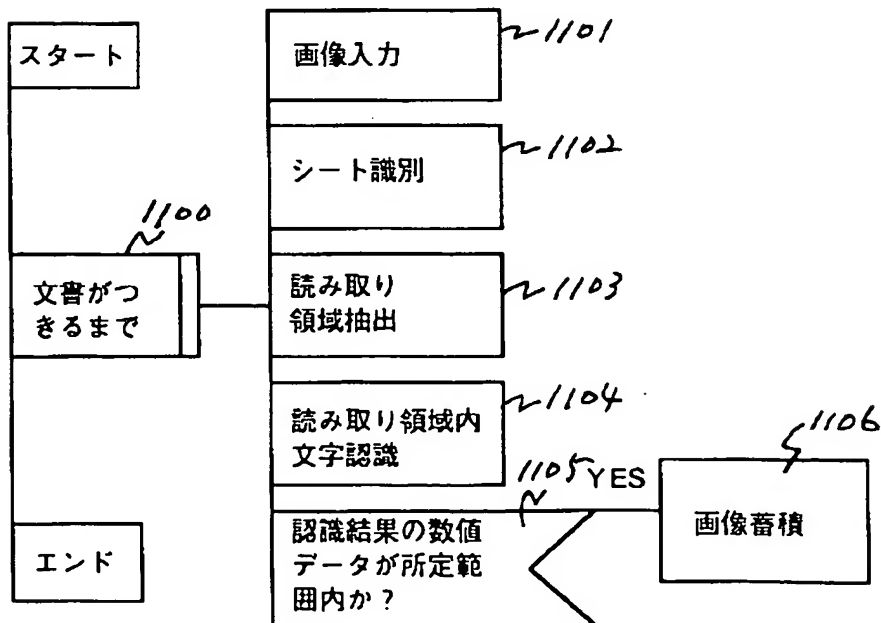 スタート
1100
文書がつ
きるまで
エンド
画像入力
1101
シート識別
1102
読み取り
領域抽出
1103
読み取り領域内
文字認識
1104
1105
YES
認識結果の数値
データが所定範
囲内か？
1106
画像蓄積